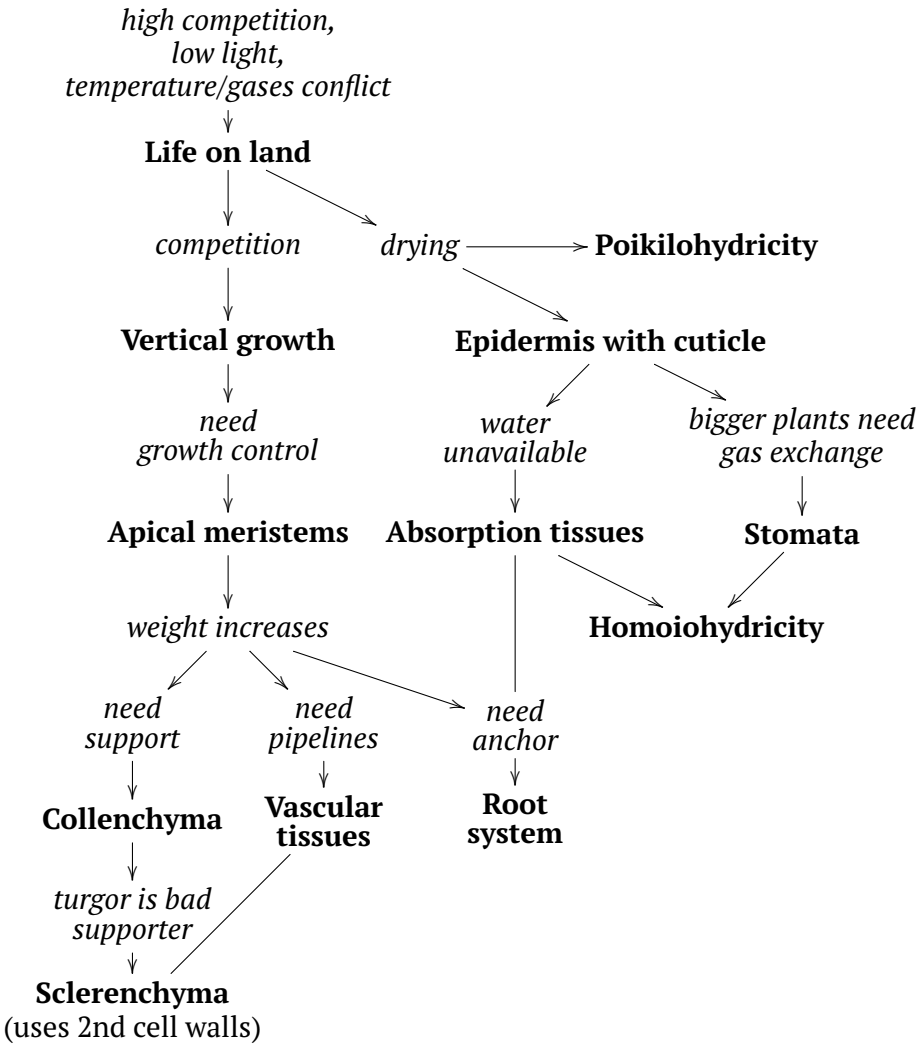 high competition,
low light,
temperature/gases conflict
Life on land
competition
drying
Poikilohydricity
Vertical growth
Epidermis with cuticle
need
growth control
water
unavailable
bigger plants need
gas exchange
Apical meristems
Absorption tissues
Stomata
weight increases
Homoiohydricity
need
support
need
pipelines
need
anchor
Collenchyma
Vascular
tissues
Root
system
turgor is bad
supporter
Sclerenchyma
(uses 2nd cell walls)